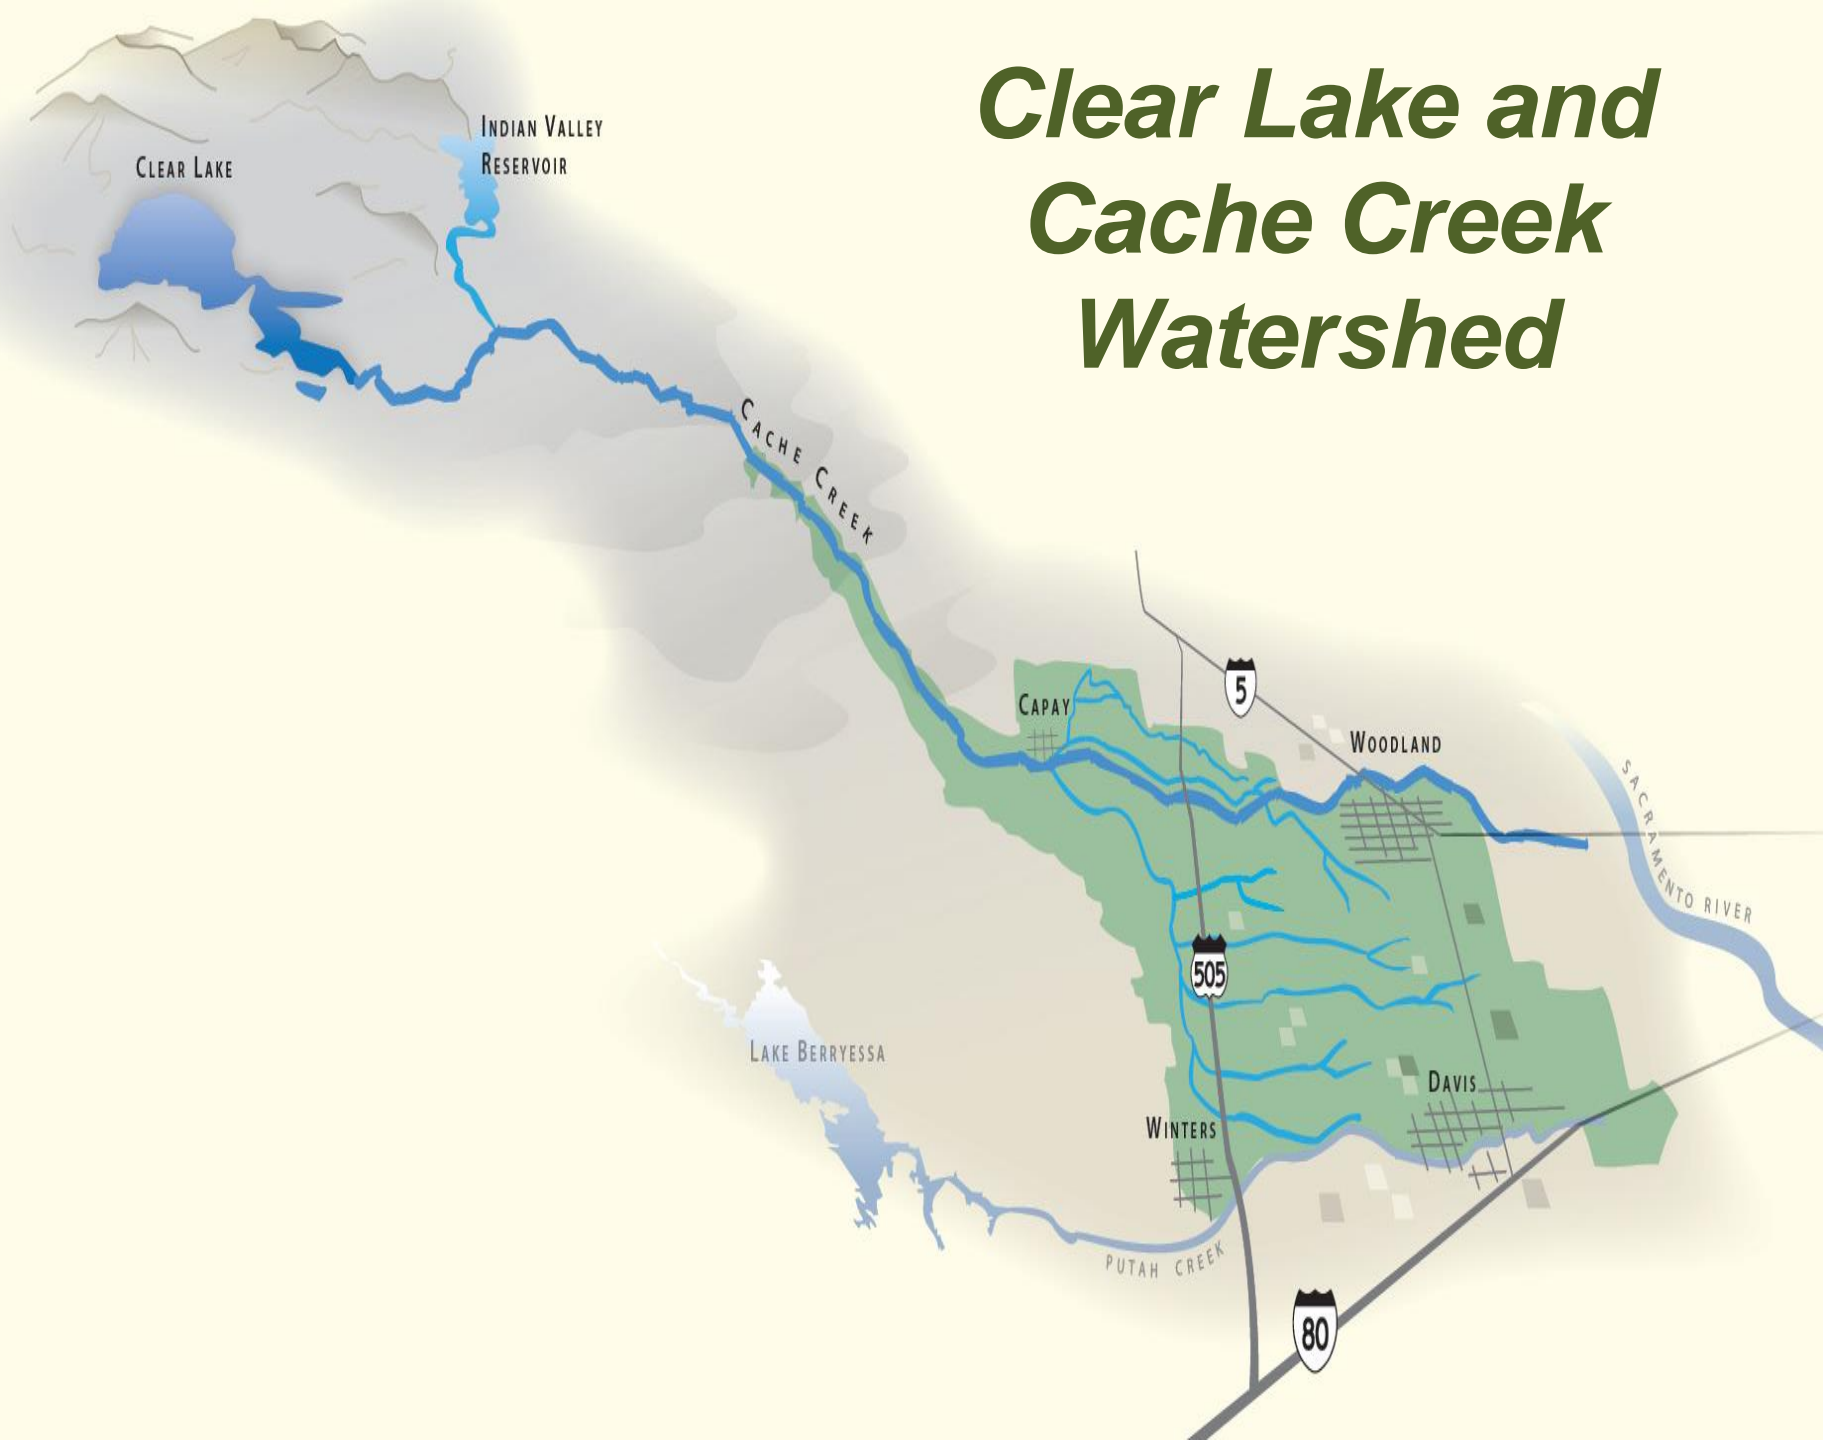 Clear Lake and
Cache Creek
Watershed
INDIAN VALLEY
RESERVOIR
CLEAR LAKE
CACHE CREEK
5
CAPAY
WOODLAND
SACRAMENTO RIVER
505
LAKE BERRYESSA
DAVIS
WINTERS
PUTAH CREEK
80